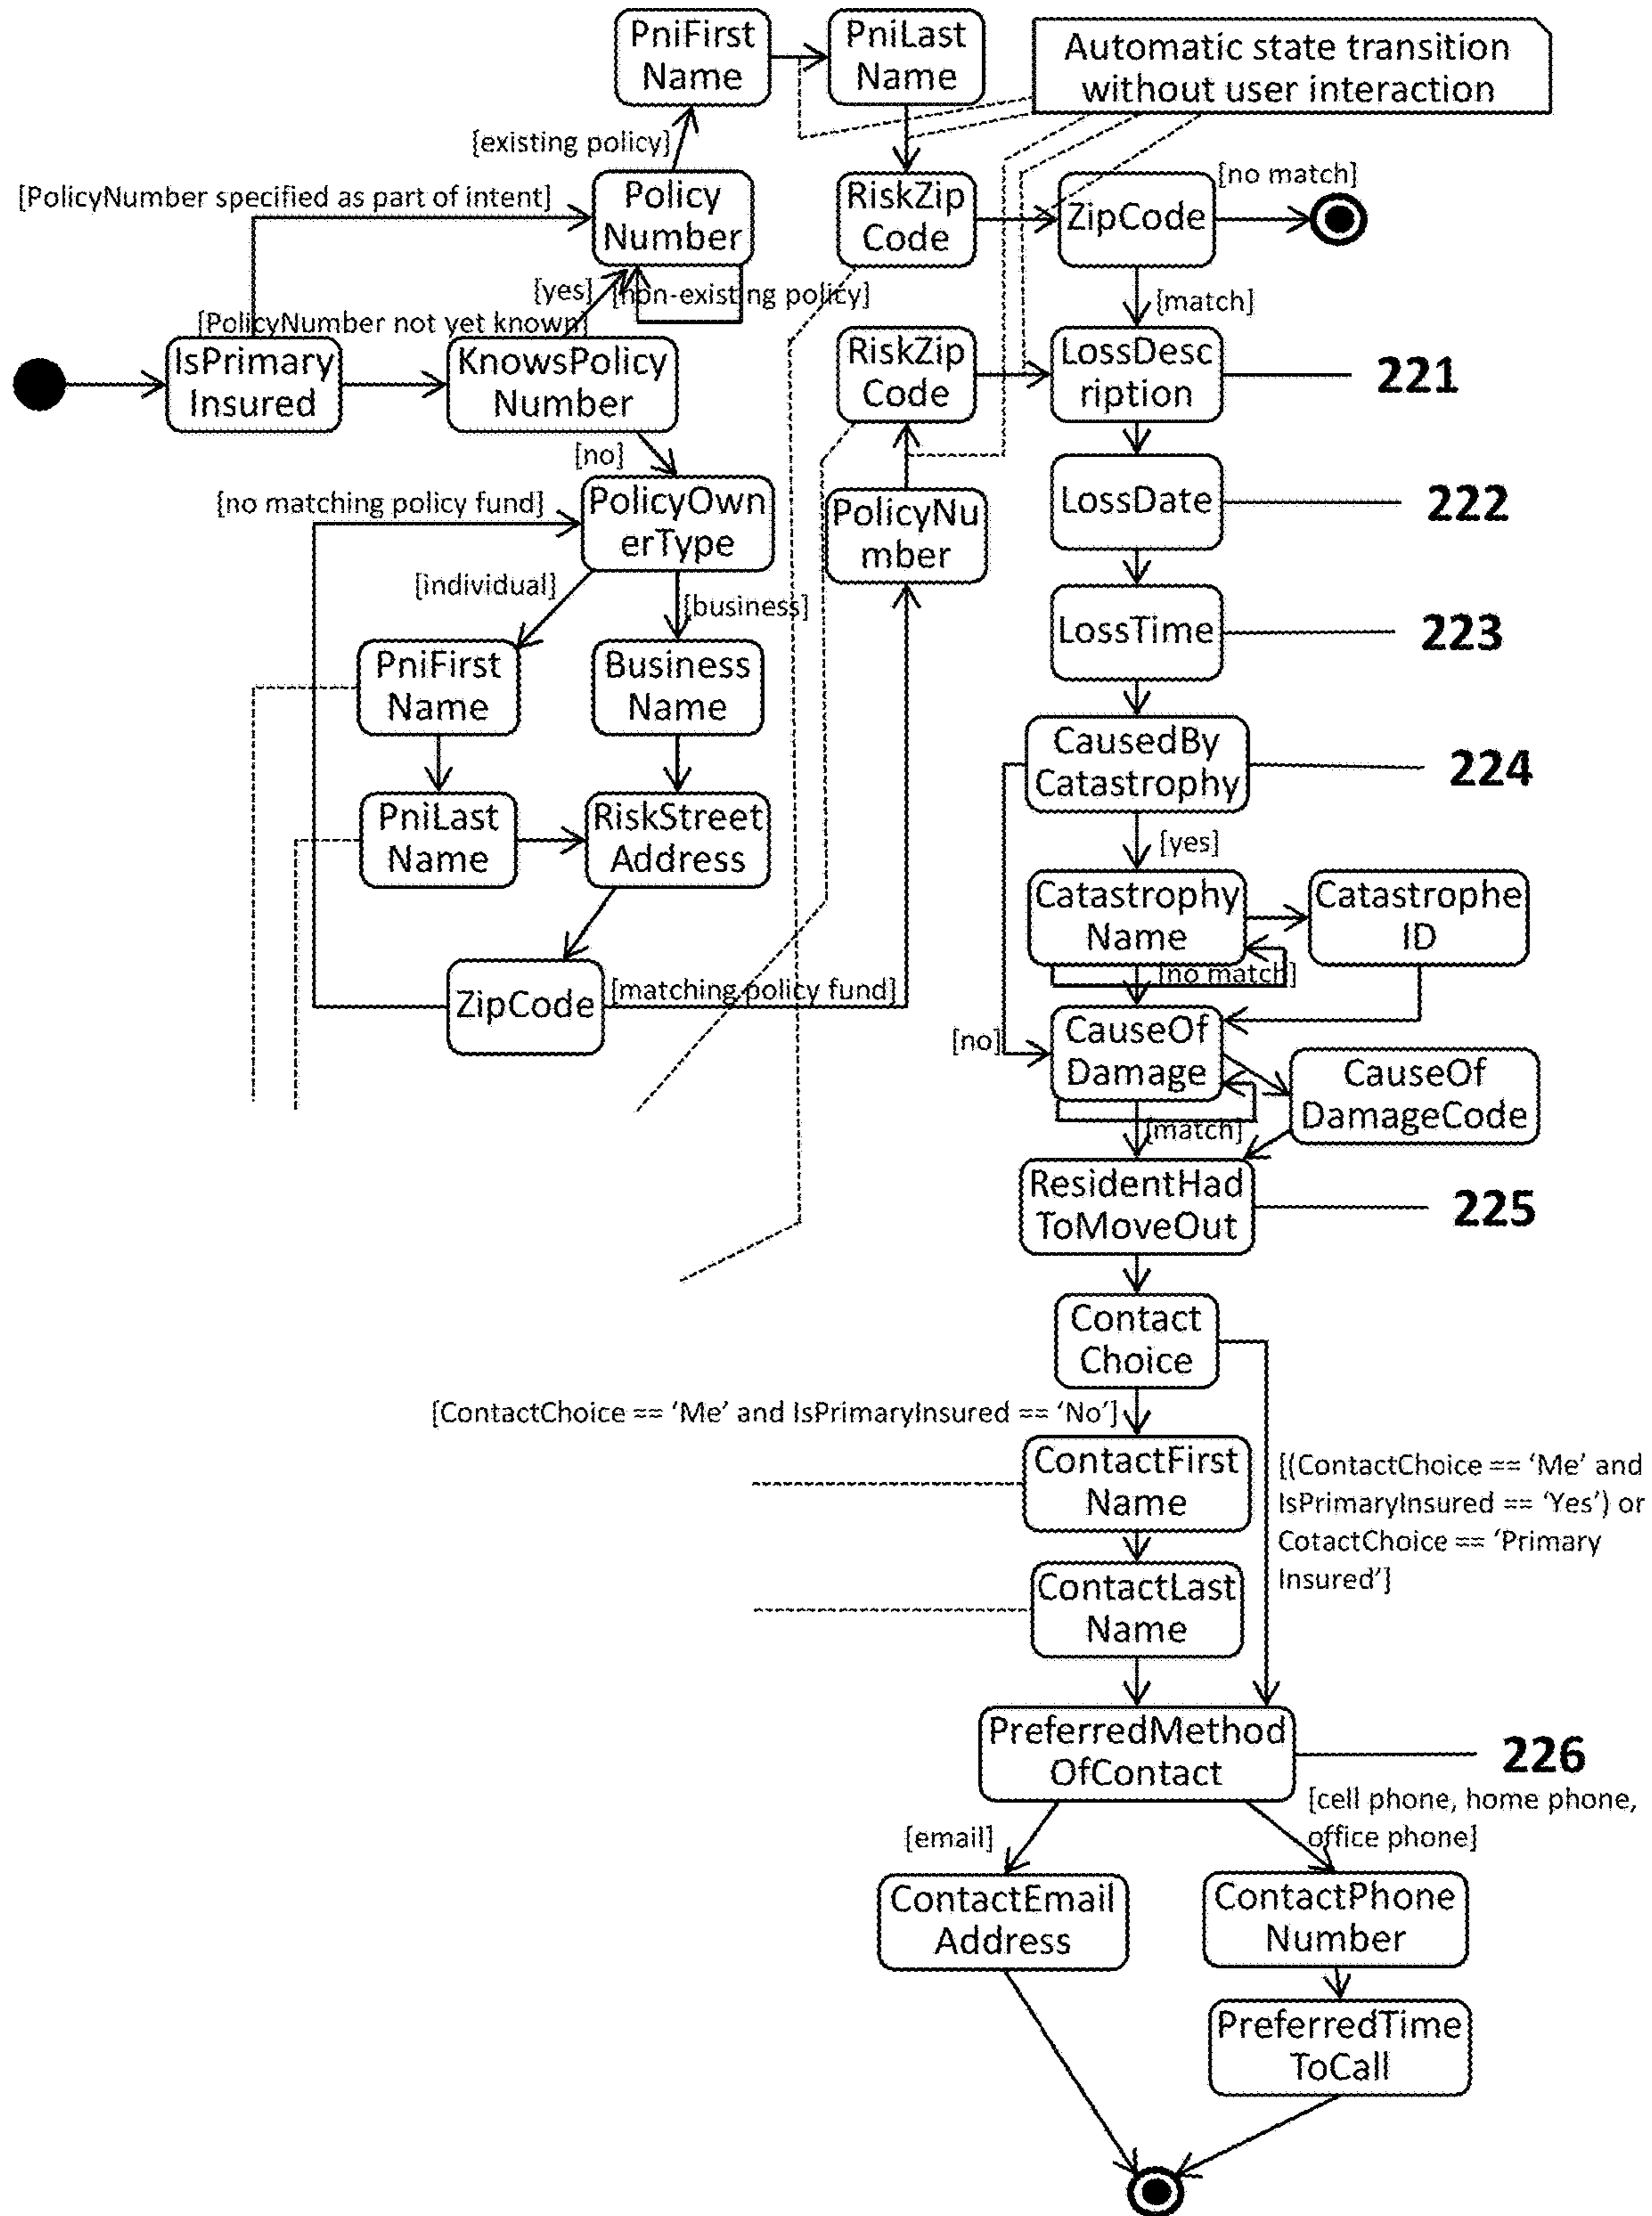 PniFirst
Name
PniLast
Name
Automatic state transition
without user interaction
[existing policy]
[PolicyNumber specified as part of intent]
Policy
Number
RiskZip
Code
ZipCode
[no match]
[yes]
[non-existing policy]
[match]
[PolicyNumber not yet known]
IsPrimary
Insured
KnowsPolicy
Number
RiskZip
Code
LossDesc
ription
221
[no]
[no matching policy fund]
PolicyOwn
erType
PolicyNu
mber
LossDate
222
[individual]
[business]
LossTime
223
PniFirst
Name
Business
Name
CausedBy
Catastrophy
224
PniLast
Name
RiskStreet
Address
[yes]
Catastrophy
Name
Catastrophe
ID
[no match]
ZipCode
[matching policy fund]
[no]
CauseOf
Damage
CauseOf
DamageCode
[match]
ResidentHad
ToMoveOut
225
Contact
Choice
[ContactChoice == ‘Me’ and IsPrimaryInsured == ‘No’]
ContactFirst
Name
[(ContactChoice == ‘Me’ and
IsPrimaryInsured == ‘Yes’) or
CotactChoice == ‘Primary
Insured’]
ContactLast
Name
PreferredMethod
OfContact
226
[email]
[cell phone, home phone,
office phone]
ContactEmail
Address
ContactPhone
Number
PreferredTime
ToCall